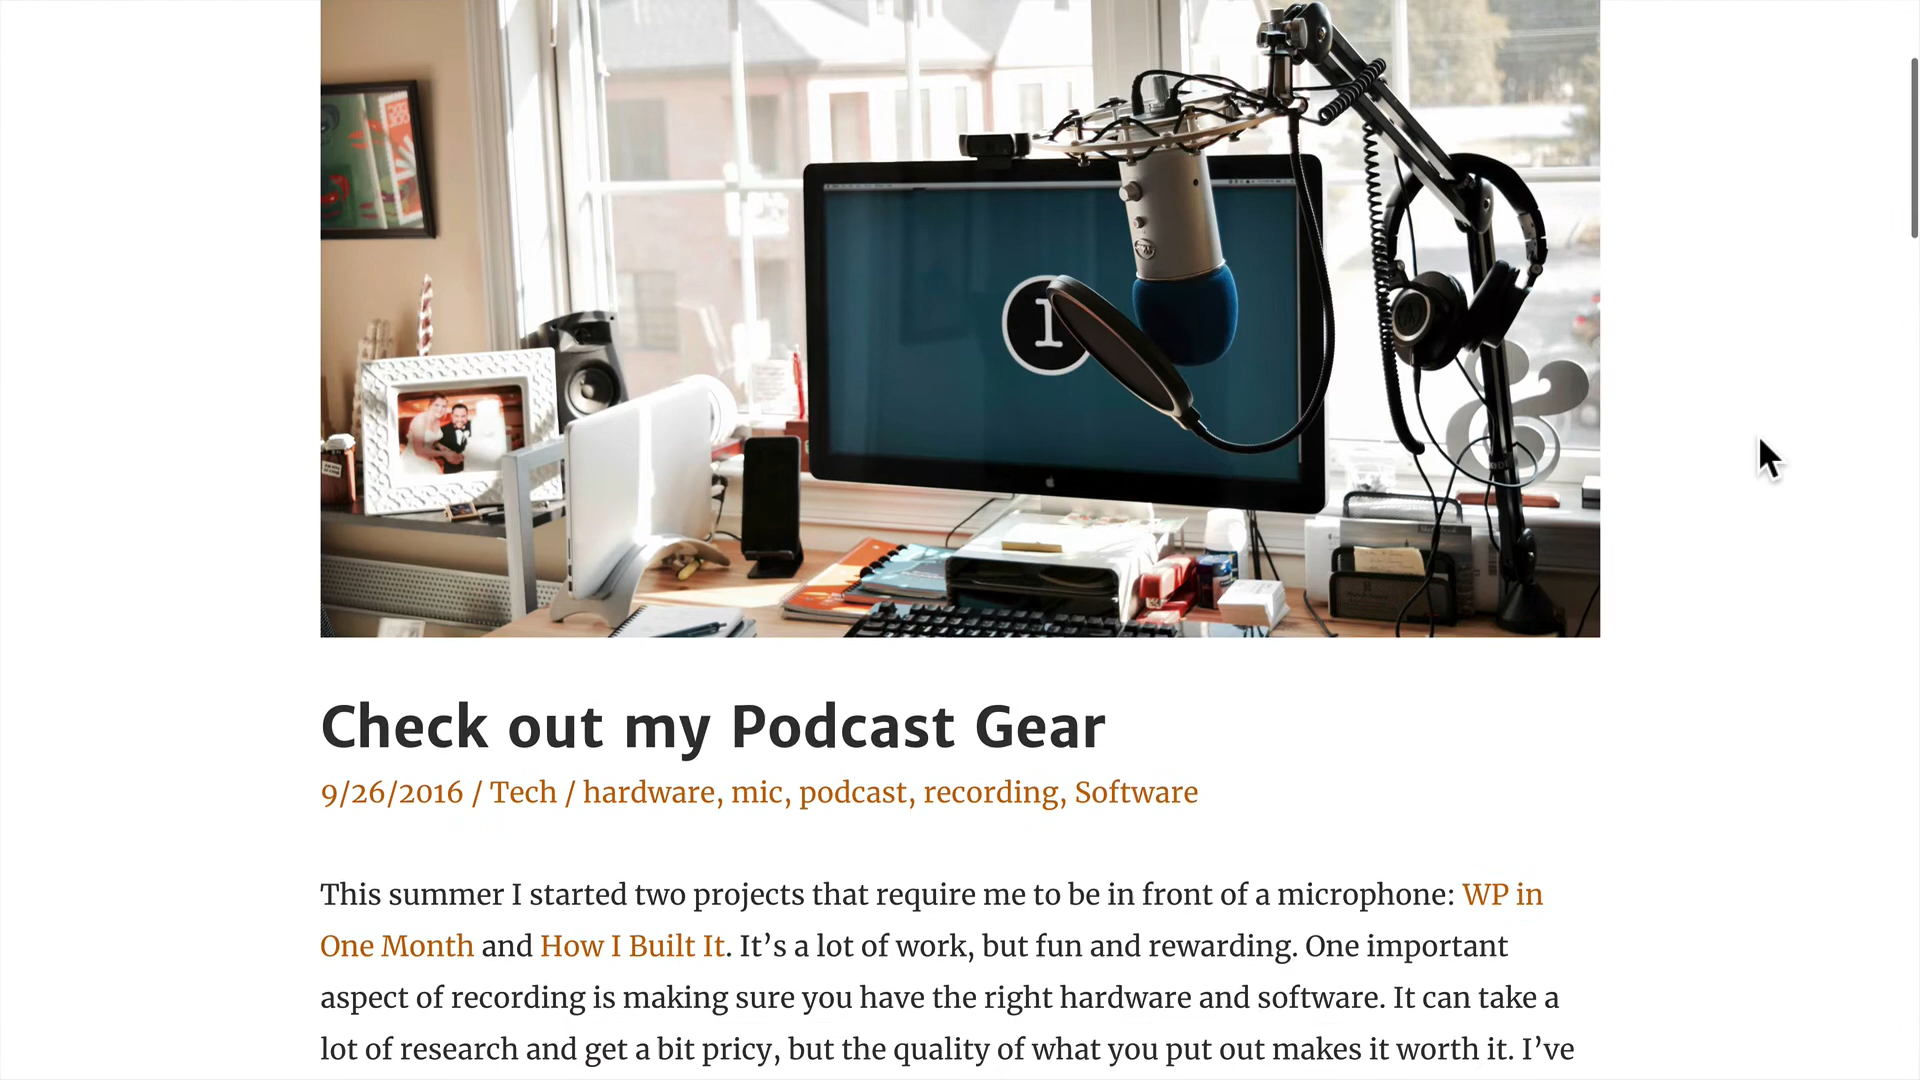 1
Check out my Podcast Gear
9/26/2016 / Tech / hardware, mic, podcast, recording, Software
This summer I started two projects that require me to be in front of a microphone: WP in
One Month and How I Built It. It’s a lot of work, but fun and rewarding. One important
aspect of recording is making sure you have the right hardware and software. It can take a
lot of research and get a bit pricy, but the quality of what you put out makes it worth it. I’ve